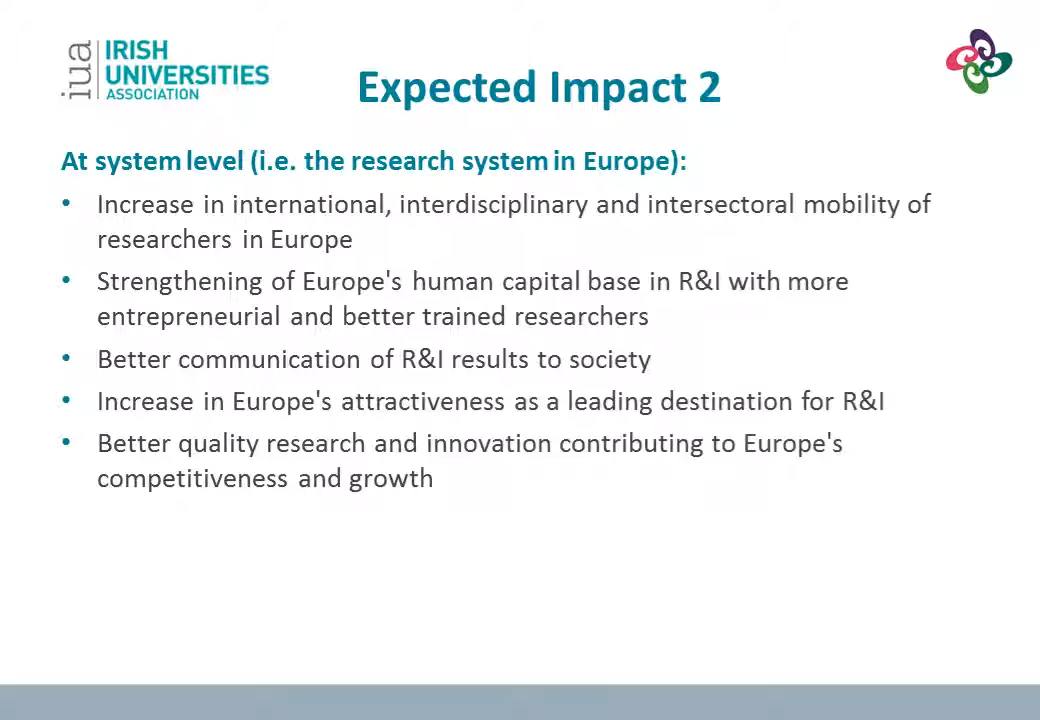 iua
IRISH
UNIVERSITIES
ASSOCIATION
Expected Impact 2
At system level (i.e. the research system in Europe):
• Increase in international, interdisciplinary and intersectoral mobility of
researchers in Europe
• Strengthening of Europe's human capital base in R&I with more
entrepreneurial and better trained researchers
• Better communication of R&I results to society
• Increase in Europe's attractiveness as a leading destination for R&I
• Better quality research and innovation contributing to Europe's
competitiveness and growth